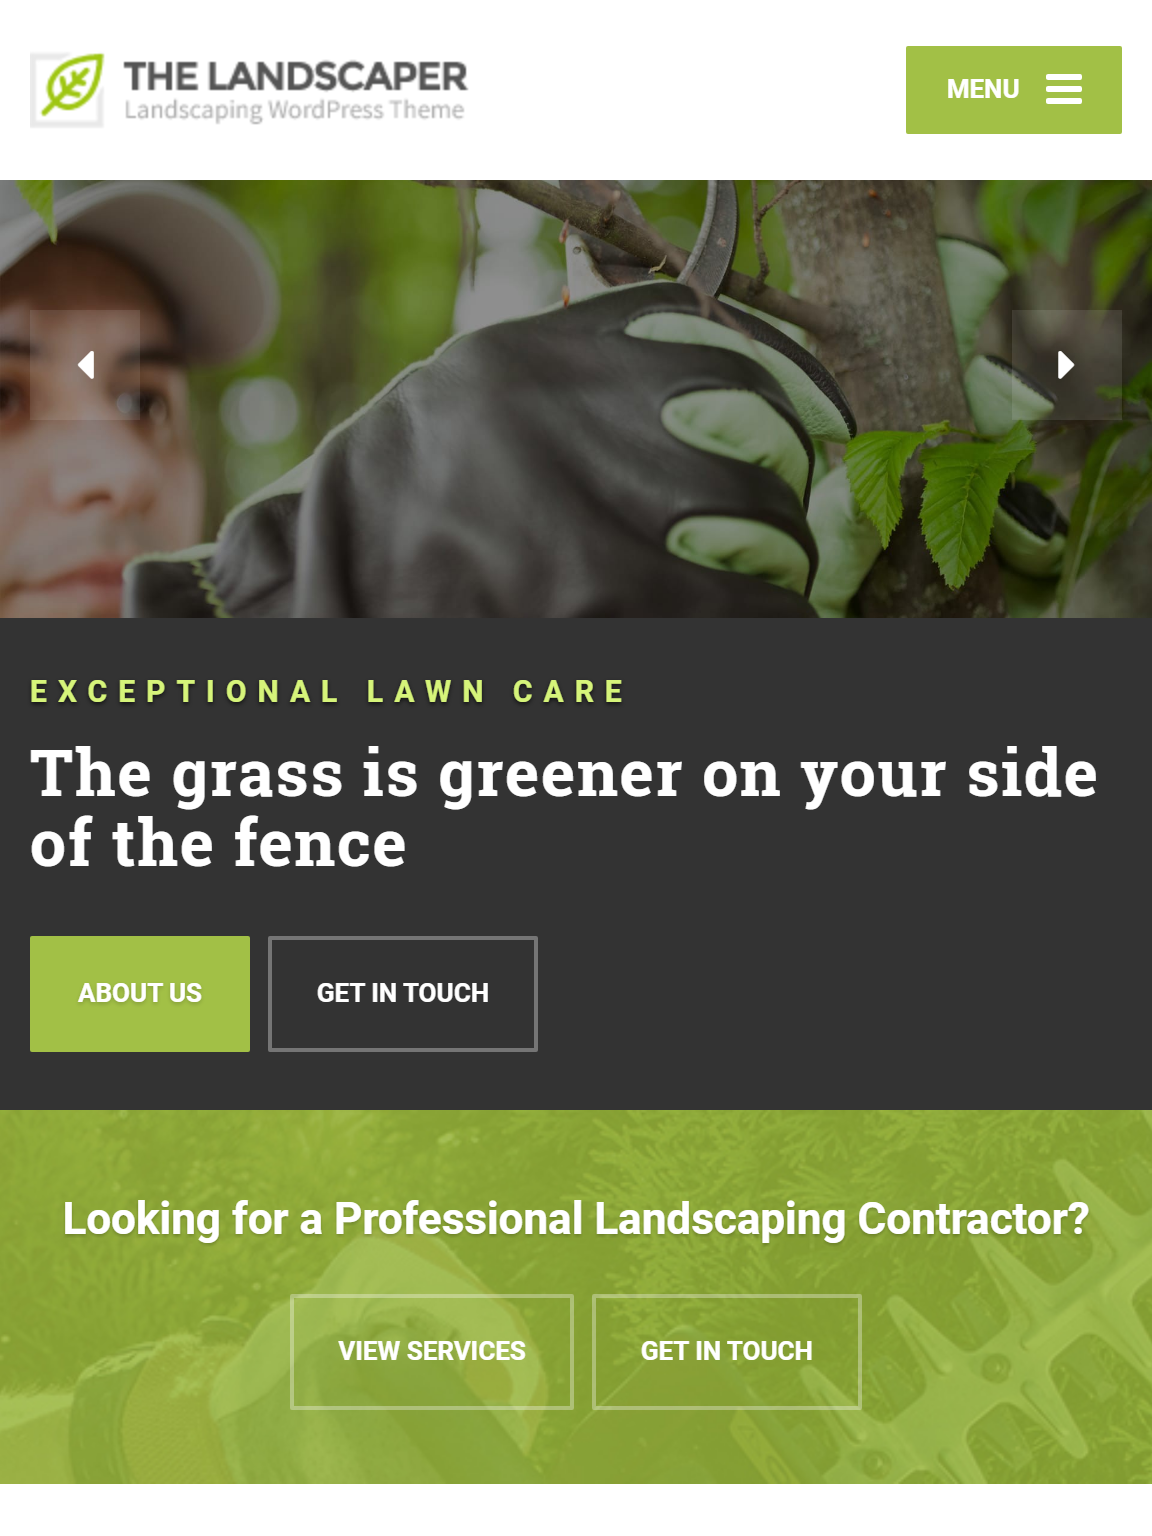 THE LANDSCAPER
Landscaping WordPress Theme
MENU
EXCEPTIONAL LAWN CARE
The grass is greener on your side
of the fence
ABOUT US
GET IN TOUCH
Looking for a Professional Landscaping Contractor?
VIEW SERVICES
GET IN TOUCH